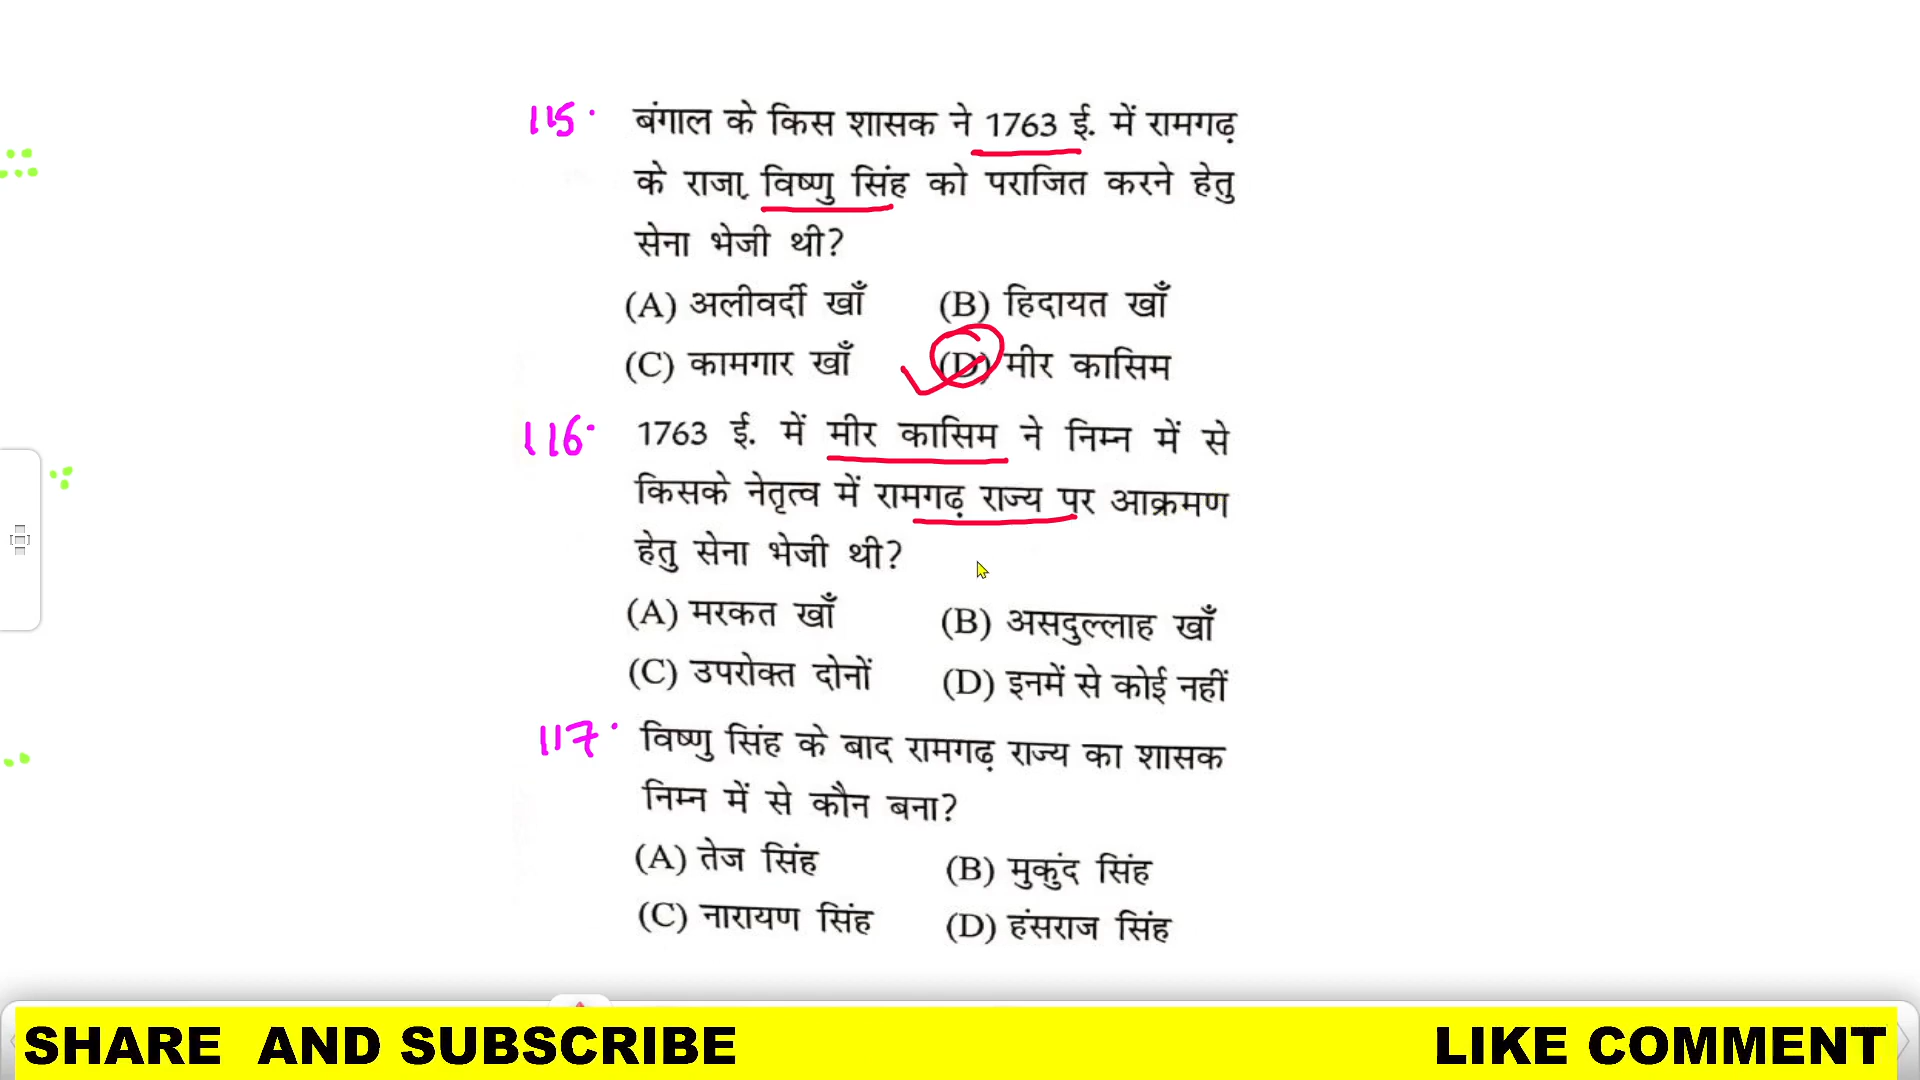 115. बंगाल के किस शासक ने 1763 ई. में रामगढ़
के राजा विष्णु सिंह को पराजित करने हेतु
सेना भेजी थी?
(A) अलीवर्दी खाँ (B) हिदायत खाँ
(C) कामगार खाँ (D) मीर कासिम
116. 1763 ई. में मीर कासिम ने निम्न में से
किसके नेतृत्व में रामगढ़ राज्य पर आक्रमण
हेतु सेना भेजी थी?
(A) मरकत खाँ (B) असदुल्लाह खाँ
(C) उपरोक्त दोनों (D) इनमें से कोई नहीं
117. विष्णु सिंह के बाद रामगढ़ राज्य का शासक
निम्न में से कौन बना?
(A) तेज सिंह (B) मुकुंद सिंह
(C) नारायण सिंह (D) हंसराज सिंह
SHARE AND SUBSCRIBE LIKE COMMENT